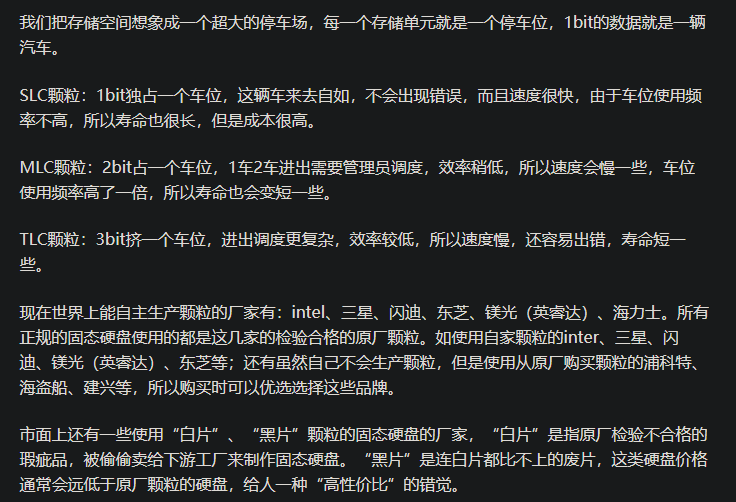 我们把存储空间想象成一个超大的停车场，每一个存储单元就是一个停车位，1bit的数据就是一辆
汽车。
SLC颗粒：1bit独占一个车位，这辆车来去自如，不会出现错误，而且速度很快，由于车位使用频
率不高，所以寿命也很长，但是成本很高。
MLC颗粒：2bit占一个车位，1车2车进出需要管理员调度，效率稍低，所以速度会慢一些，车位
使用频率高了一倍，所以寿命也会变短一些。
TLC颗粒：3bit挤一个车位，进出调度更复杂，效率较低，所以速度慢，还容易出错，寿命短一
些。
现在世界上能自主生产颗粒的厂家有：intel、三星、闪迪、东芝、镁光（英睿达）、海力士。所有
正规的固态硬盘使用的都是这几家的检验合格的原厂颗粒。如使用自家颗粒的inter、三星、闪
迪、镁光（英睿达）、东芝等；还有虽然自己不会生产颗粒，但是使用从原厂购买颗粒的浦科特、
海盗船、建兴等，所以购买时可以优选选择这些品牌。
市面上还有一些使用“白片”、“黑片”颗粒的固态硬盘的厂家，“白片”是指原厂检验不合格的
瑕疵品，被偷偷卖给下游工厂来制作固态硬盘。“黑片”是连白片都比不上的废片，这类硬盘价格
通常会远低于原厂颗粒的硬盘，给人一种“高性价比”的错觉。